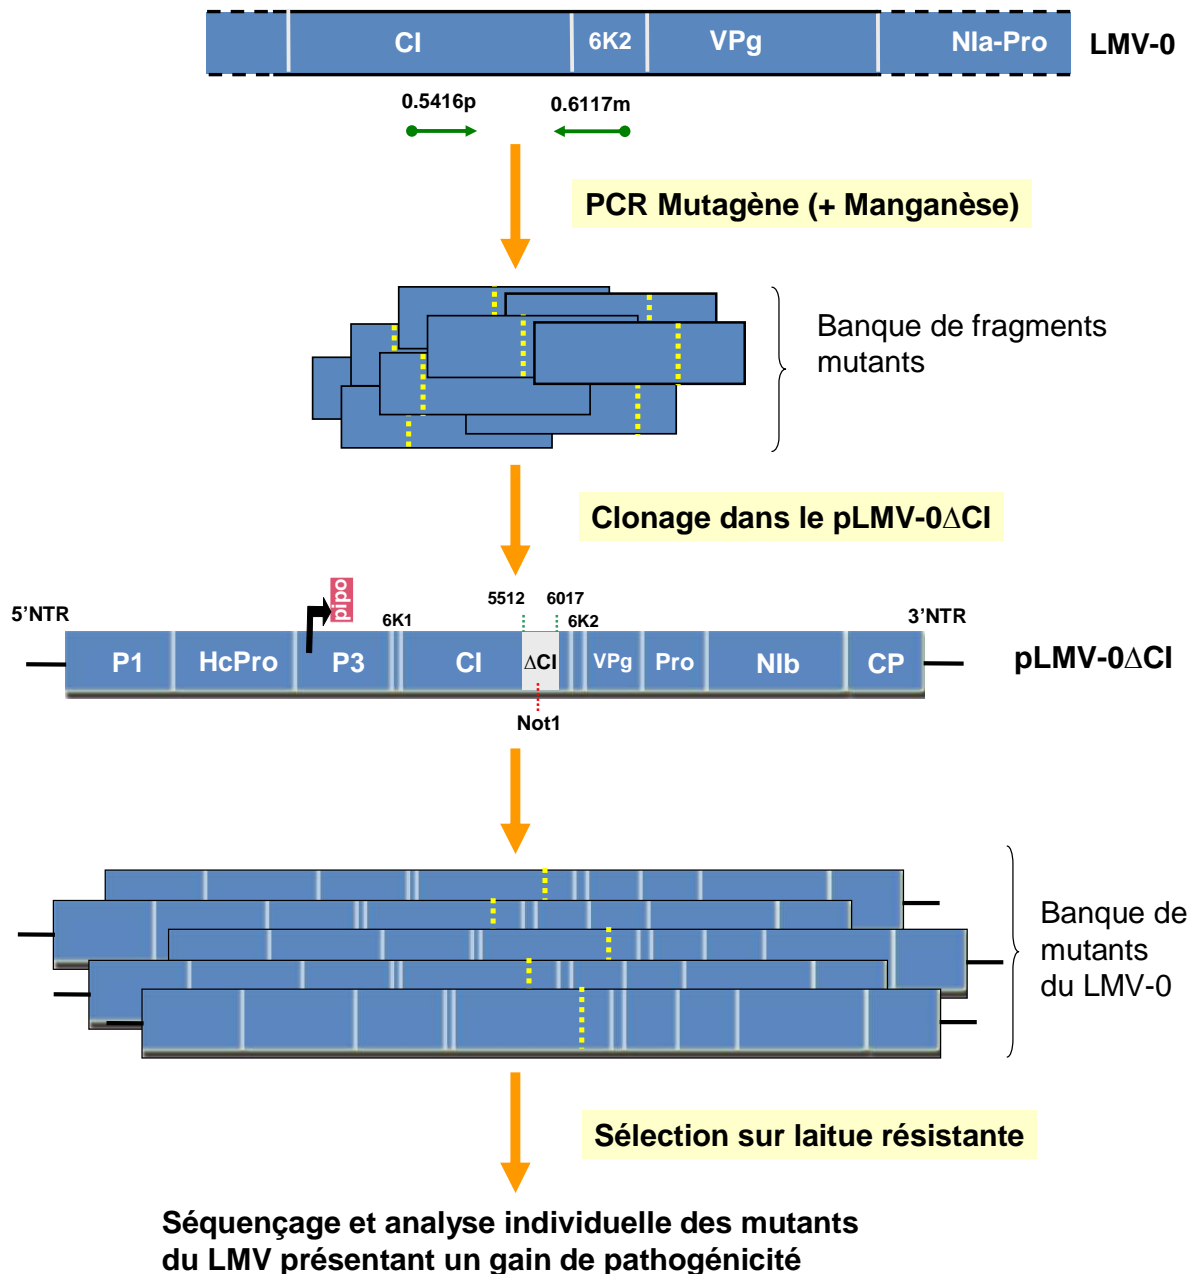 CI
6K2
VPg
NIa-Pro
LMV-0
0.5416p
0.6117m
PCR Mutagène (+ Manganèse)
Banque de fragments
mutants
Clonage dans le pLMV-0ΔCI
5'NTR
pipo
6K1
5512
6017
6K2
3'NTR
P1
HcPro
P3
CI
ΔCI
VPg
Pro
NIb
CP
pLMV-0ΔCI
Not1
Banque de
mutants
du LMV-0
Sélection sur laitue résistante
Séquençage et analyse individuelle des mutants
du LMV présentant un gain de pathogénicité